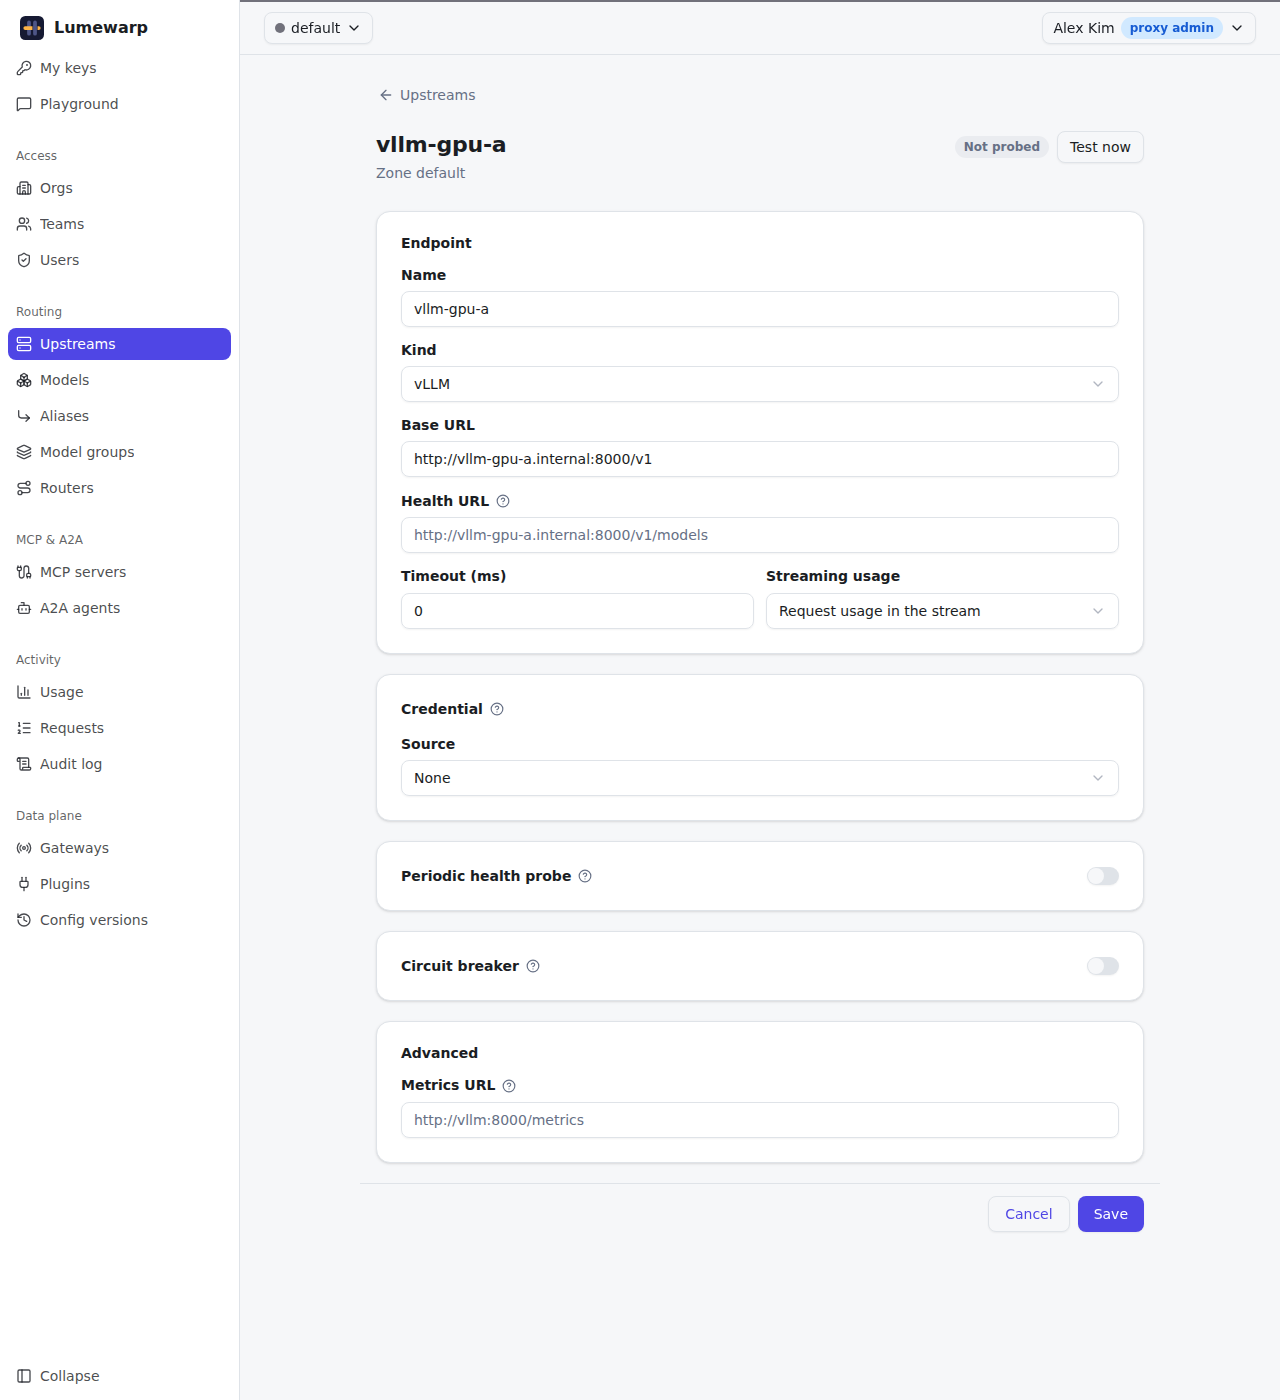 Lumewarp
My keys
Playground
Access
Orgs
Teams
Users
Routing
Upstreams
Models
Aliases
Model groups
Routers
MCP & A2A
MCP servers
A2A agents
Activity
Usage
Requests
Audit log
Data plane
Gateways
Plugins
Config versions
Collapse
default
Alex Kim proxy admin
Upstreams
vllm-gpu-a
Zone default
Not probed
Test now
Endpoint
Name
vllm-gpu-a
Kind
vLLM
Base URL
http://vllm-gpu-a.internal:8000/v1
Health URL
http://vllm-gpu-a.internal:8000/v1/models
Timeout (ms)
0
Streaming usage
Request usage in the stream
Credential
Source
None
Periodic health probe
Circuit breaker
Advanced
Metrics URL
http://vllm:8000/metrics
Cancel
Save